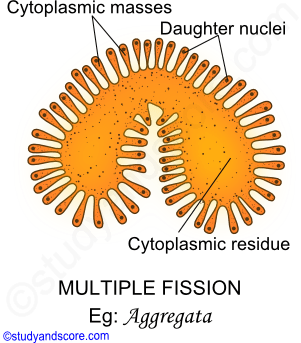 Cytoplasmic masses
Daughter nuclei
Cytoplasmic residue
MULTIPLE FISSION
Eg: Aggregata
©studyandscore.com